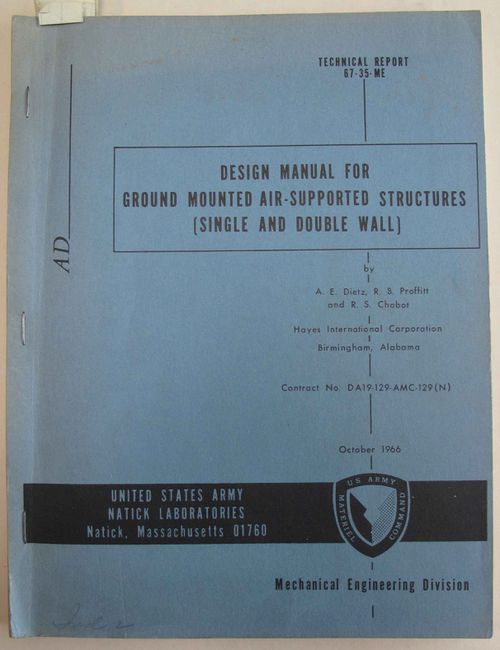 TECHNICAL REPORT
67-35-ME
AD
DESIGN MANUAL FOR
GROUND MOUNTED AIR-SUPPORTED STRUCTURES
(SINGLE AND DOUBLE WALL)
by
A. E. Dietz, R. B. Proffitt
and R. S. Chabot
Hayes International Corporation
Birmingham, Alabama
Contract No. DA19-129-AMC-129(N)
October 1966
UNITED STATES ARMY
NATICK LABORATORIES
Natick, Massachusetts 01760
US ARMY
MATERIEL COMMAND
Mechanical Engineering Division